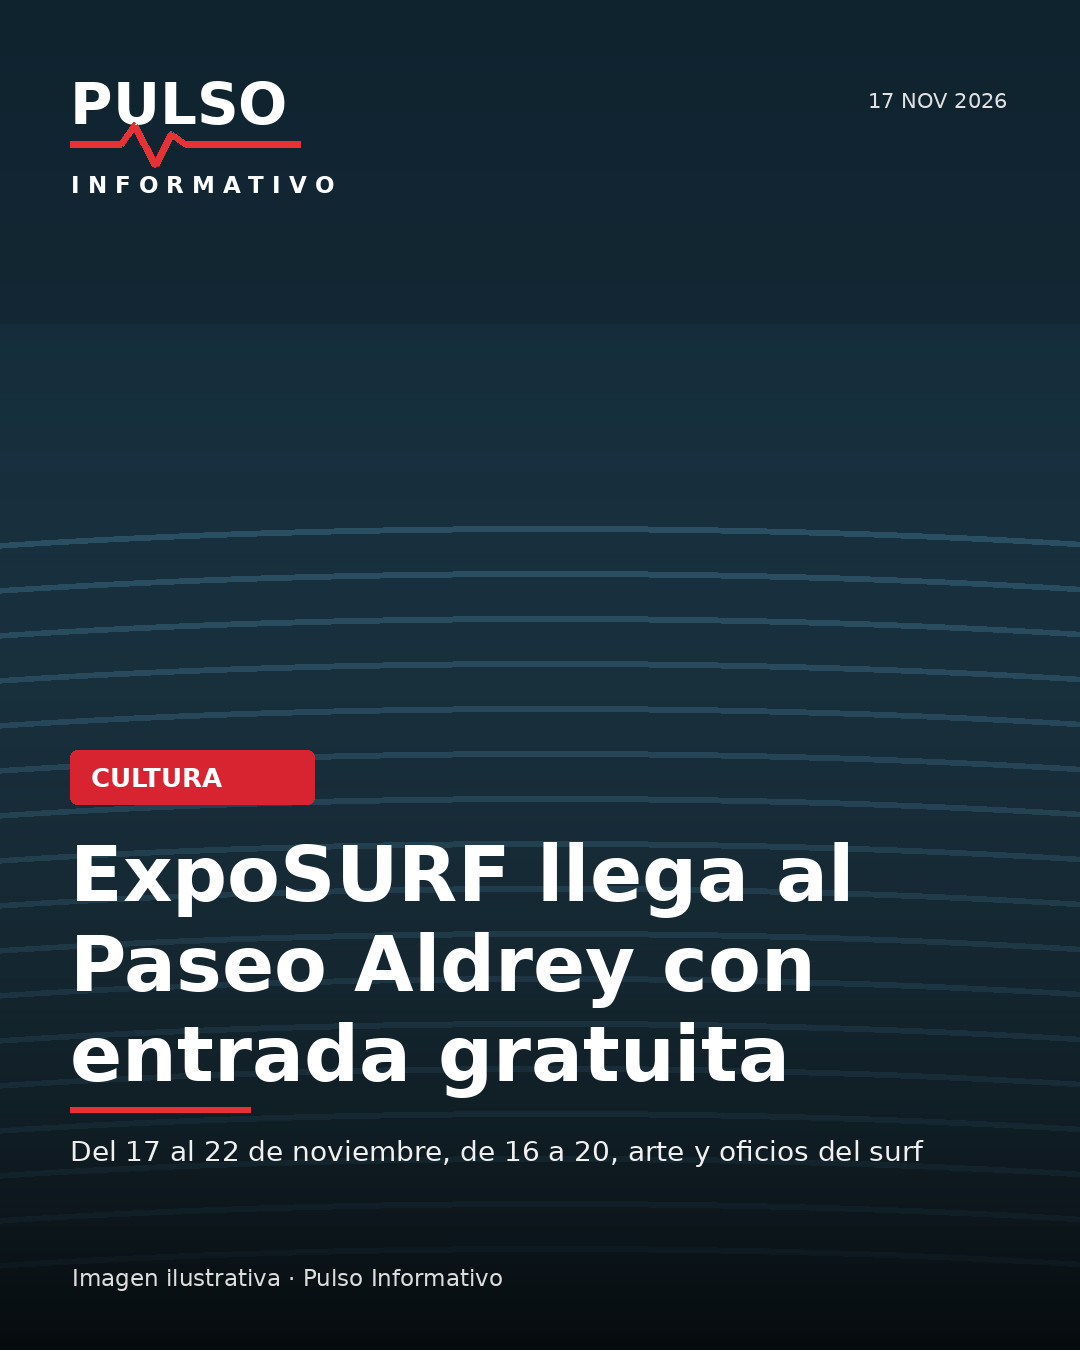 PULSO
INFORMATIVO
17 NOV 2026
CULTURA
ExpoSURF llega al
Paseo Aldrey con
entrada gratuita
Del 17 al 22 de noviembre, de 16 a 20, arte y oficios del surf
Imagen ilustrativa · Pulso Informativo